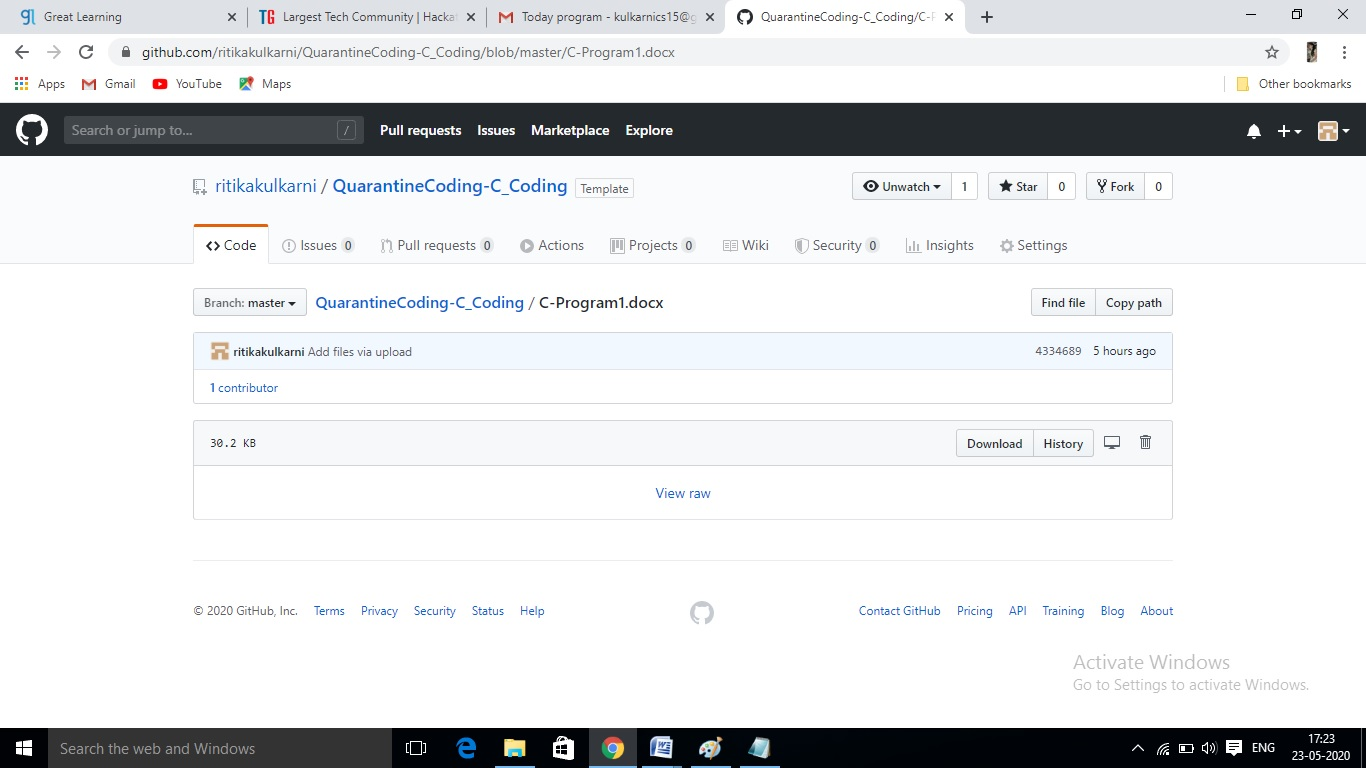 Great Learning
Largest Tech Community | Hacka
Today program - kulkarnics15@g
QuarantineCoding-C_Coding/C-P
github.com/ritikakulkarni/QuarantineCoding-C_Coding/blob/master/C-Program1.docx
Apps Gmail YouTube Maps Other bookmarks
Search or jump to... / Pull requests Issues Marketplace Explore
ritikakulkarni / QuarantineCoding-C_Coding Template Unwatch 1 Star 0 Fork 0
Code Issues 0 Pull requests 0 Actions Projects 0 Wiki Security 0 Insights Settings
Branch: master QuarantineCoding-C_Coding / C-Program1.docx Find file Copy path
ritikakulkarni Add files via upload 4334689 5 hours ago
1 contributor
30.2 KB Download History
View raw
© 2020 GitHub, Inc. Terms Privacy Security Status Help Contact GitHub Pricing API Training Blog About
Activate Windows
Go to Settings to activate Windows.
Search the web and Windows ENG 17:23
23-05-2020